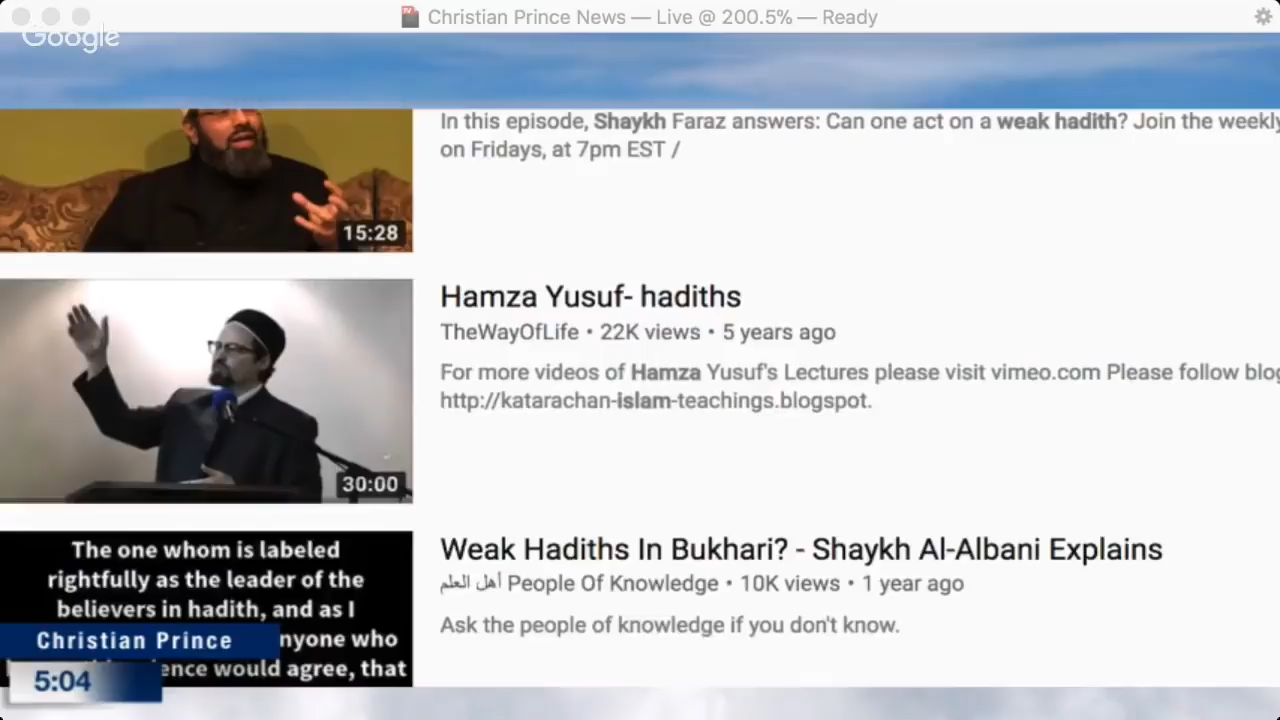 Christian Prince News — Live @ 200.5% — Ready
Google
In this episode, Shaykh Faraz answers: Can one act on a weak hadith? Join the weekly
on Fridays, at 7pm EST /
15:28
Hamza Yusuf- hadiths
TheWayOfLife • 22K views • 5 years ago
For more videos of Hamza Yusuf's Lectures please visit vimeo.com Please follow blog
http://katarachan-islam-teachings.blogspot.
30:00
The one whom is labeled
rightfully as the leader of the
believers in hadith, and as I
nyone who
ence would agree, that
Weak Hadiths In Bukhari? - Shaykh Al-Albani Explains
أهل العلم People Of Knowledge • 10K views • 1 year ago
Ask the people of knowledge if you don't know.
Christian Prince
5:04